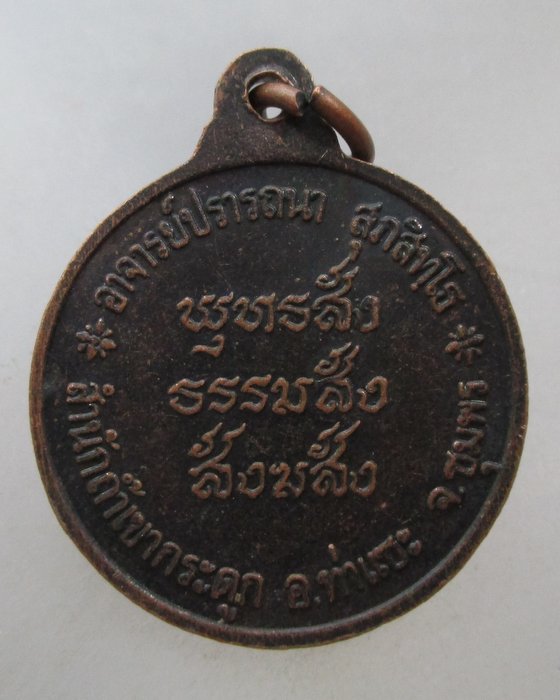 อาจารย์ปรารถนา สุภสิทฺโธ
พุทธสั่ง
ธรรมสั่ง
สั่งฆสั่ง
สำนักถ้ำเขากระดูก อ.ท่าแซะ จ.ชุมพร